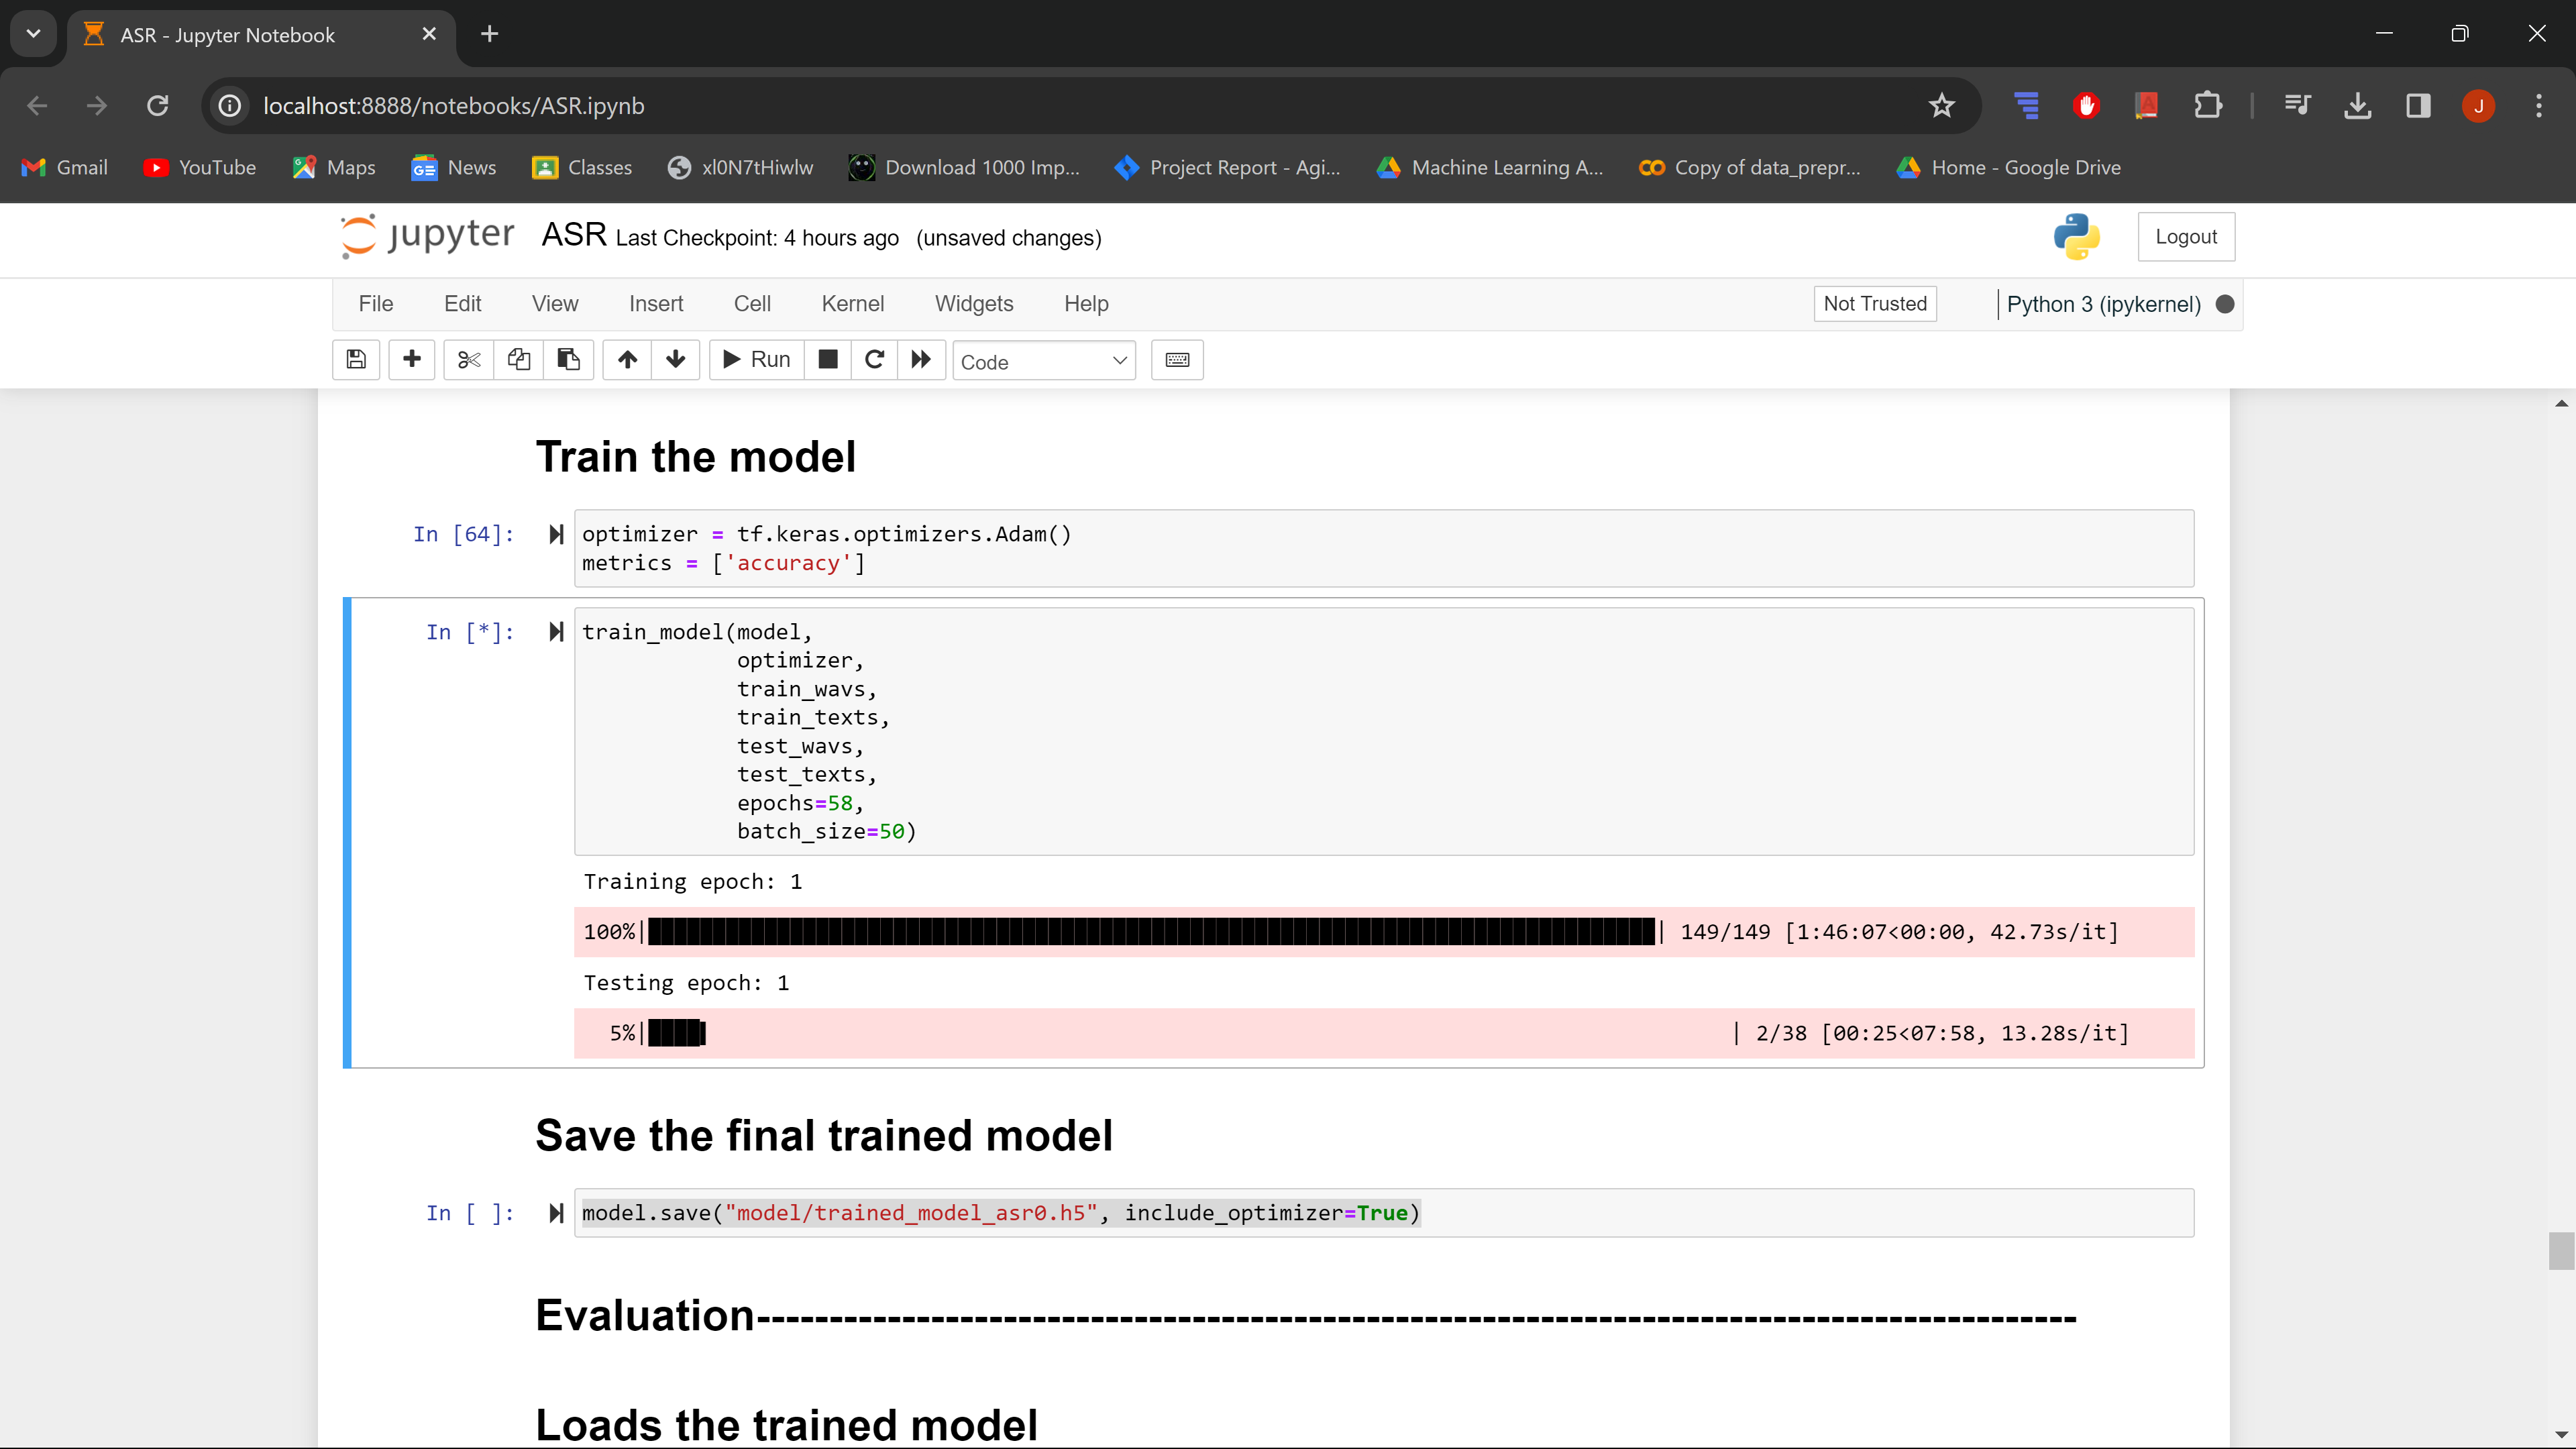 ASR - Jupyter Notebook
localhost:8888/notebooks/ASR.ipynb
J
Gmail YouTube Maps News Classes xl0N7tHiwlw Download 1000 Imp... Project Report - Agi... Machine Learning A... Copy of data_prepr... Home - Google Drive
jupyter ASR Last Checkpoint: 4 hours ago (unsaved changes) Logout
File Edit View Insert Cell Kernel Widgets Help Not Trusted Python 3 (ipykernel)
Run Code
Train the model
In [64]: optimizer = tf.keras.optimizers.Adam()
metrics = ['accuracy']
In [*]: train_model(model,
optimizer,
train_wavs,
train_texts,
test_wavs,
test_texts,
epochs=58,
batch_size=50)
Training epoch: 1
100%| | 149/149 [1:46:07<00:00, 42.73s/it]
Testing epoch: 1
5%| | 2/38 [00:25<07:58, 13.28s/it]
Save the final trained model
In [ ]: model.save("model/trained_model_asr0.h5", include_optimizer=True)
Evaluation-------------------------------------------------------------------------------------------
Loads the trained model